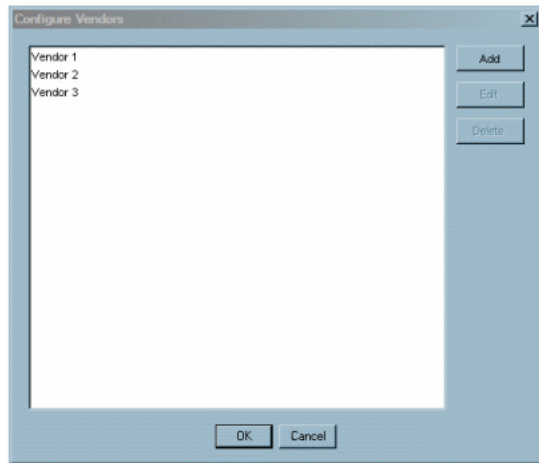 Configure Vendors
Vendor 1
Vendor 2
Vendor 3
Add
Edit
Delete
OK
Cancel